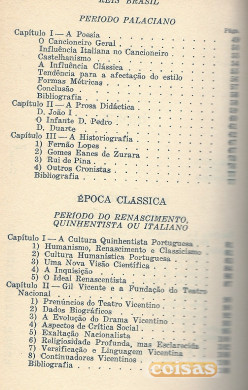 REIS BRASIL
PERIODO PALACIANO
Págs.
Capítulo I — A Poesia
O Cancioneiro Geral
Influência Italiana no Cancioneiro
Castelhanismo
A Influência Clássica
Tendência para a afectação do estilo
Formas Métricas
Conclusão
Bibliografia
Capítulo II — A Prosa Didáctica
D. João I
O Infante D. Pedro
D. Duarte
Capítulo III — A Historiografia
1) Fernão Lopes
2) Gomes Eanes de Zurara
3) Rui de Pina
4) Outros Cronistas
Bibliografia
ÉPOCA CLASSICA
PERIODO DO RENASCIMENTO,
QUINHENTISTA OU ITALIANO
Capítulo I — A Cultura Quinhentista Portuguesa
1) Humanismo, Renascimento e Classicismo
2) Cultura Humanística Portuguesa
3) Uma Nova Visão Científica
4) A Inquisição
5) O Ideal Renascentista
Capítulo II — Gil Vicente e a Fundação do Teatro
Nacional
1) Prenúncios do Teatro Vicentino
2) Dados Biográficos
3) A Evolução do Drama Vicentino
4) Aspectos de Crítica Social
5) Exaltação Nacionalista
6) Religiosidade Profunda, mas Esclarecida
7) Versificação e Linguagem Vicentina
8) Continuadores Vicentinos
Bibliografia
coisas